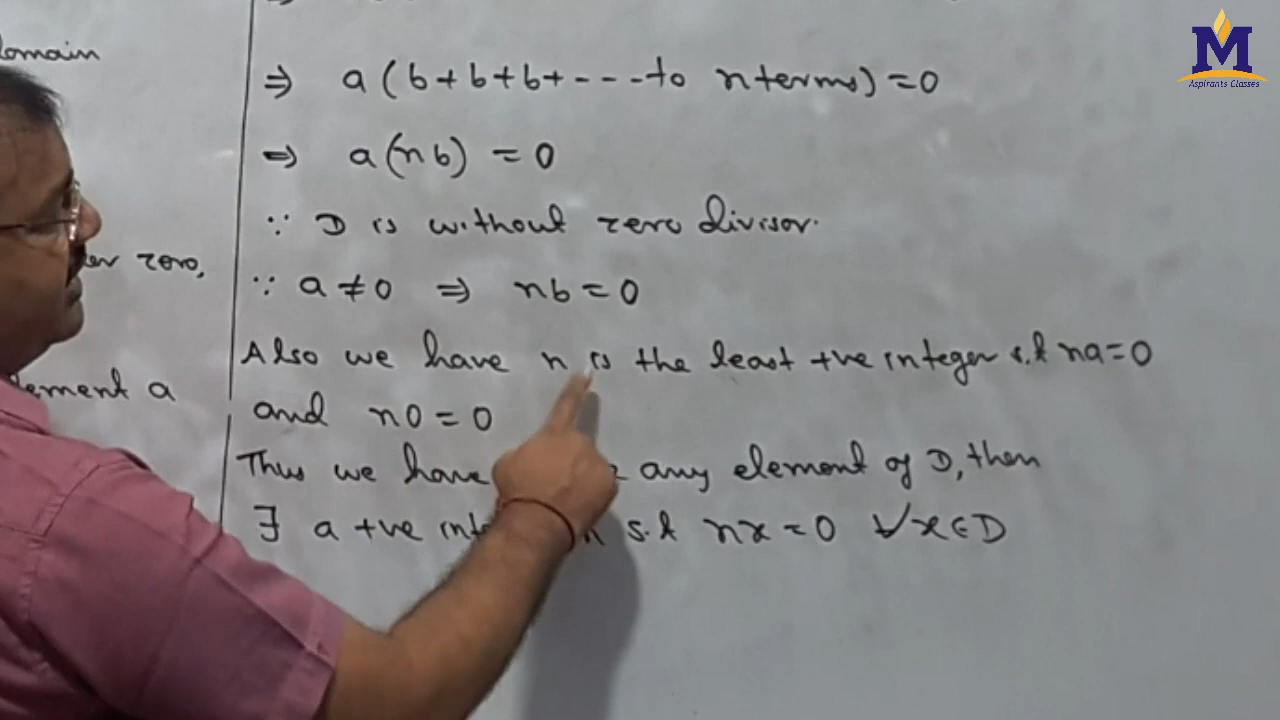 omain
er zero,
ement a
⇒ a(b+b+b+---to n terms)=0
⇒ a(nb) = 0
∵ D is without zero divisor.
∵ a≠0 ⇒ nb=0
Also we have n is the least +ve integer s.t na=0
and n0=0
Thus we have any element of D, then
∃ a +ve int n s.t nx=0 ∀x∈D
M
Aspirants Classes